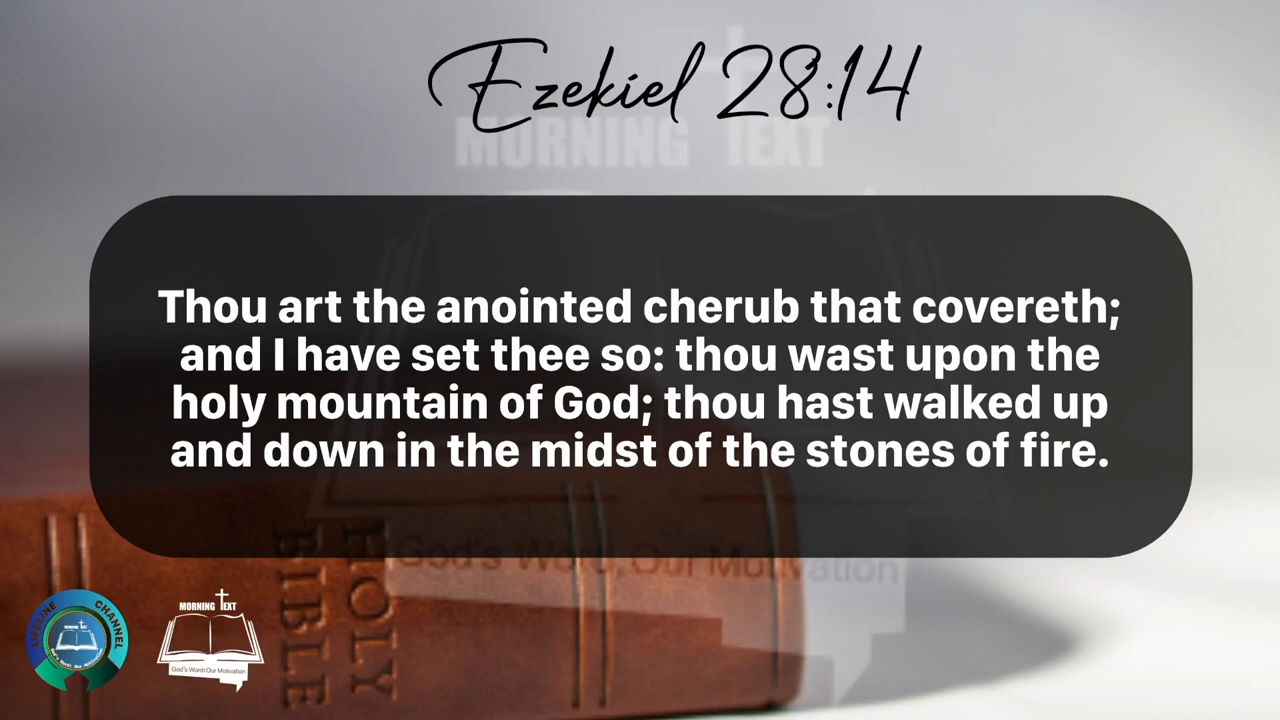 Ezekiel 28:14
MORNING TEXT
Thou art the anointed cherub that covereth;
and I have set thee so: thou wast upon the
holy mountain of God; thou hast walked up
and down in the midst of the stones of fire.
God's Word, Our Motivation
HOLY
BIBLE
LIFELINE CHANNEL
MORNING TEXT
God's Word: Our Motivation